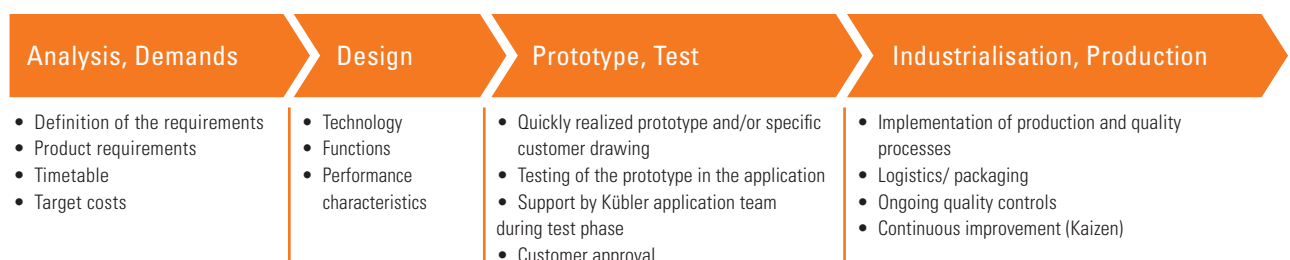 Analysis, Demands
• Definition of the requirements
• Product requirements
• Timetable
• Target costs
Design
• Technology
• Functions
• Performance
characteristics
Prototype, Test
• Quickly realized prototype and/or specific
customer drawing
• Testing of the prototype in the application
• Support by Kübler application team
during test phase
• Customer approval
Industrialisation, Production
• Implementation of production and quality
processes
• Logistics/ packaging
• Ongoing quality controls
• Continuous improvement (Kaizen)